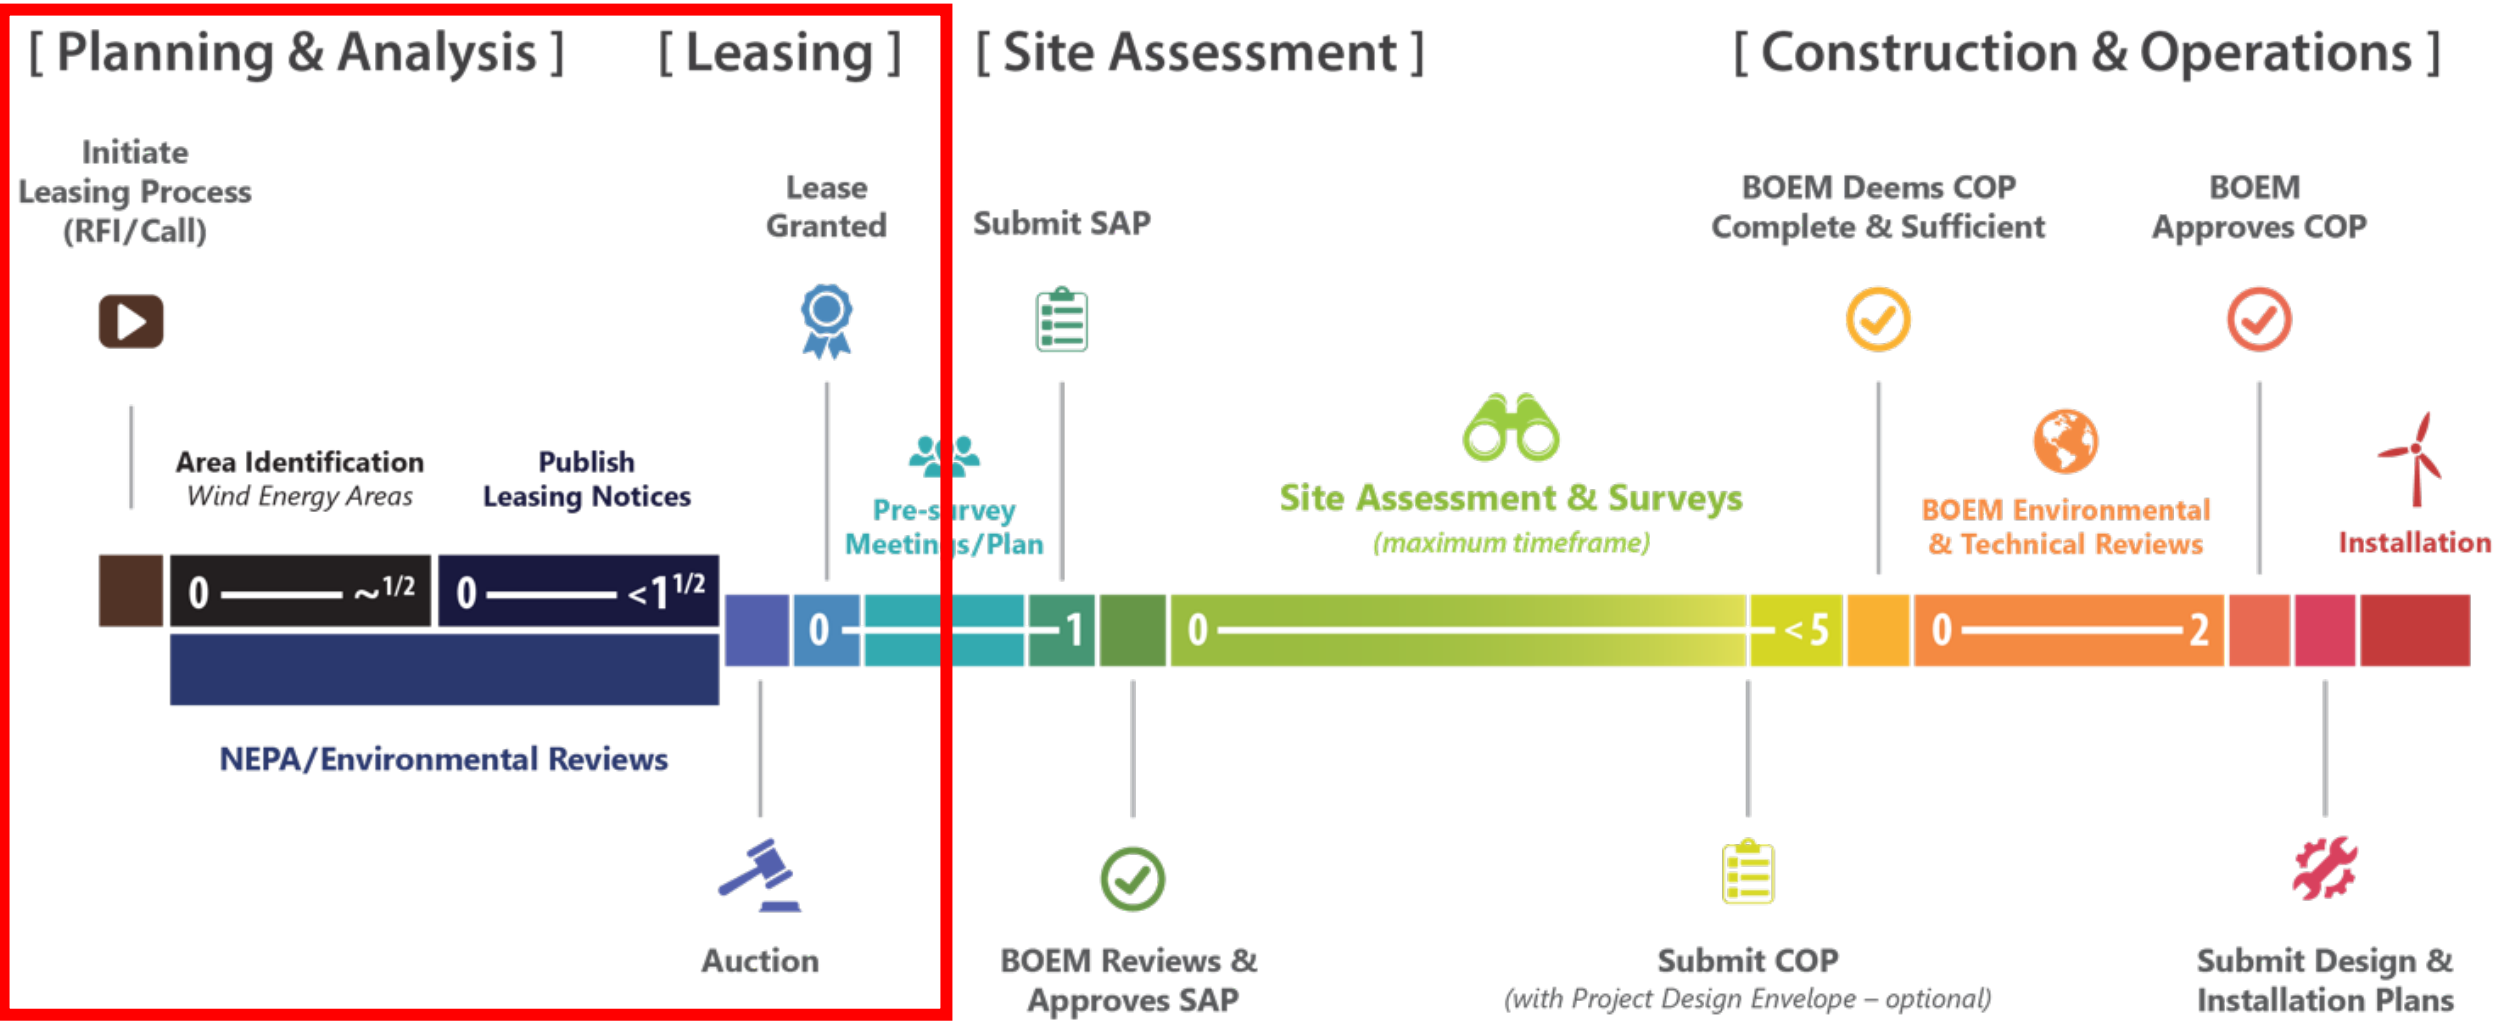 [ Planning & Analysis ]
[ Leasing ]
[ Site Assessment ]
[ Construction & Operations ]
Initiate
Leasing Process
(RFI/Call)
Lease
Granted
Submit SAP
BOEM Deems COP
Complete & Sufficient
BOEM
Approves COP
Area Identification
Wind Energy Areas
Publish
Leasing Notices
Pre-survey
Meetings/Plan
Site Assessment & Surveys
(maximum timeframe)
BOEM Environmental
& Technical Reviews
Installation
0 ~1/2
0 <1 1/2
0 1
0 <5
0 2
NEPA/Environmental Reviews
Auction
BOEM Reviews &
Approves SAP
Submit COP
(with Project Design Envelope – optional)
Submit Design &
Installation Plans